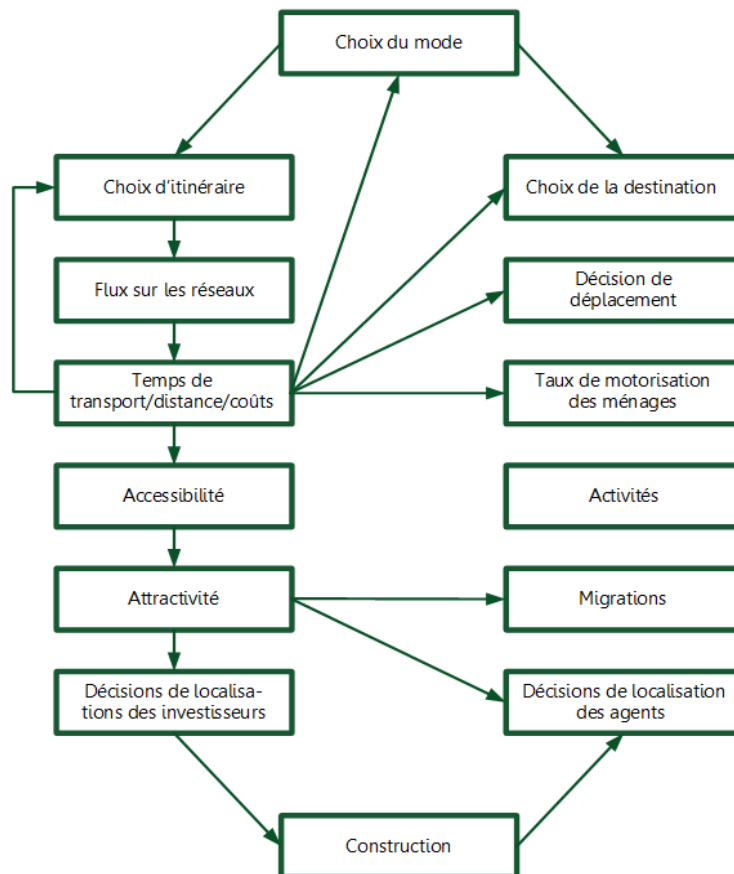 Choix du mode
Choix d'itinéraire
Choix de la destination
Flux sur les réseaux
Décision de
déplacement
Temps de
transport/distance/coûts
Taux de motorisation
des ménages
Accessibilité
Activités
Attractivité
Migrations
Décisions de localisa-
tions des investisseurs
Décisions de localisation
des agents
Construction